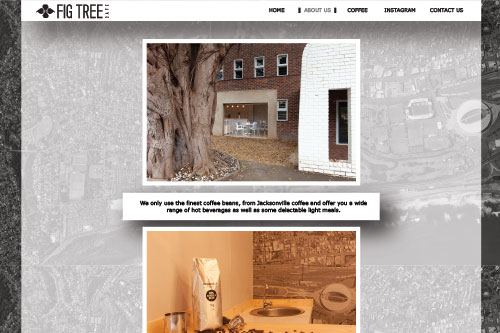 FIG TREE CAFE
HOME
ABOUT US
COFFEE
INSTAGRAM
CONTACT US
We only use the finest coffee beans, from Jacksonville coffee and offer you a wide
range of hot beverages as well as some delectable light meals.